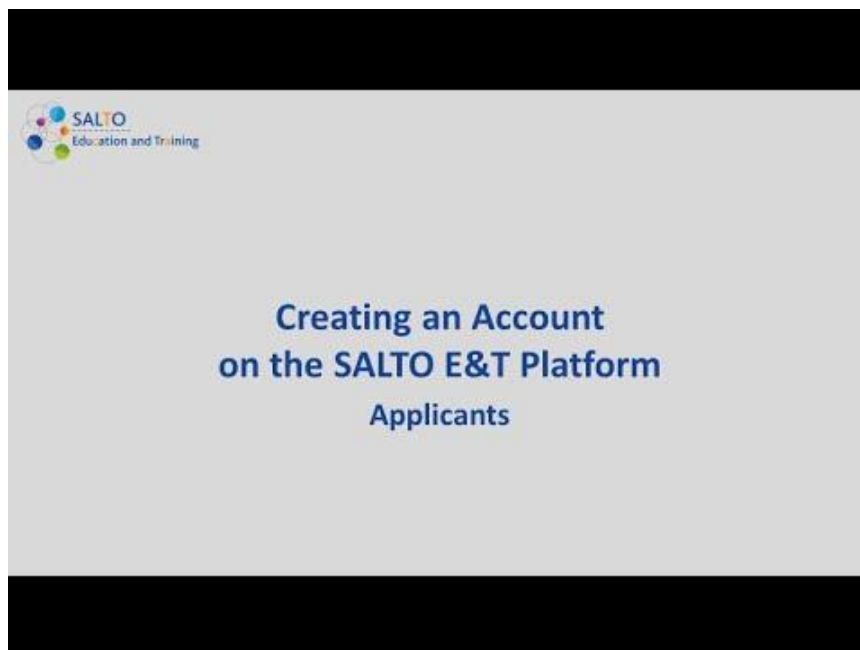 SALTO
Education and Training
Creating an Account
on the SALTO E&T Platform
Applicants